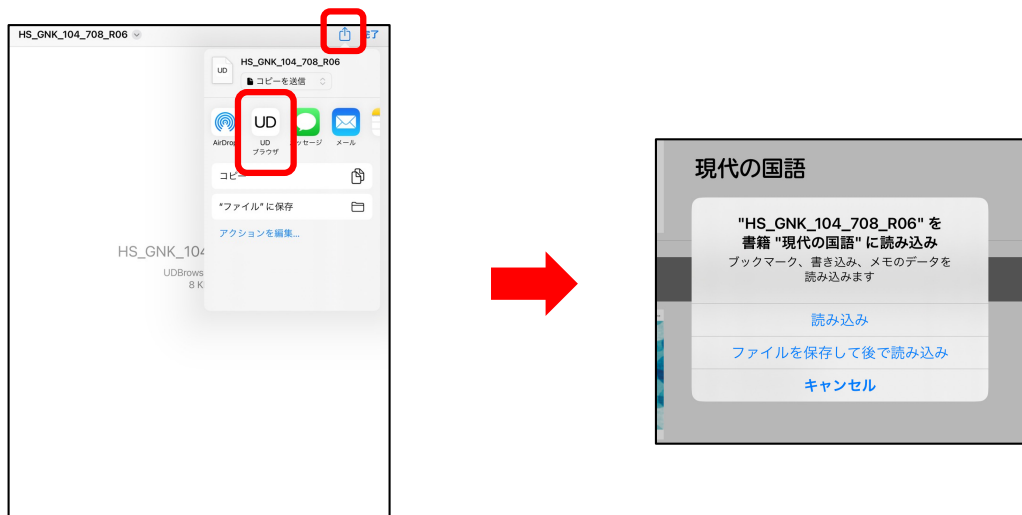 HS_GNK_104_708_R06
完了
UD
HS_GNK_104_708_R06
コピーを送信
UD
AirDrop
UD
ブラウザ
ッセージ
メール
コピー
"ファイル"に保存
アクションを編集...
HS_GNK_104
UDBrows
8 K
現代の国語
"HS_GNK_104_708_R06" を
書籍 "現代の国語" に読み込み
ブックマーク、書き込み、メモのデータを
読み込みます
読み込み
ファイルを保存して後で読み込み
キャンセル